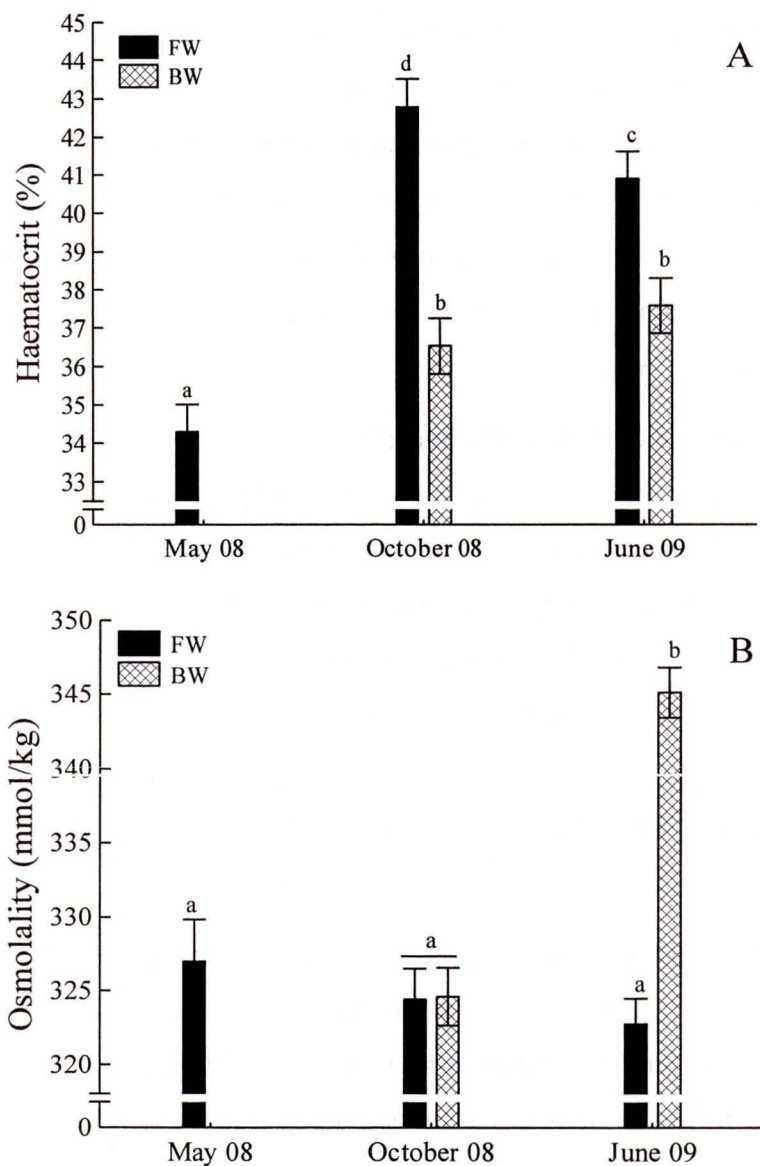 45
44
43
42
41
40
39
38
37
36
35
34
33
0
Haematocrit (%)
FW
BW
A
a
d
b
c
b
May 08 October 08 June 09
350
345
340
335
330
325
320
0
Osmolality (mmol/kg)
FW
BW
B
a
a
a
b
May 08 October 08 June 09